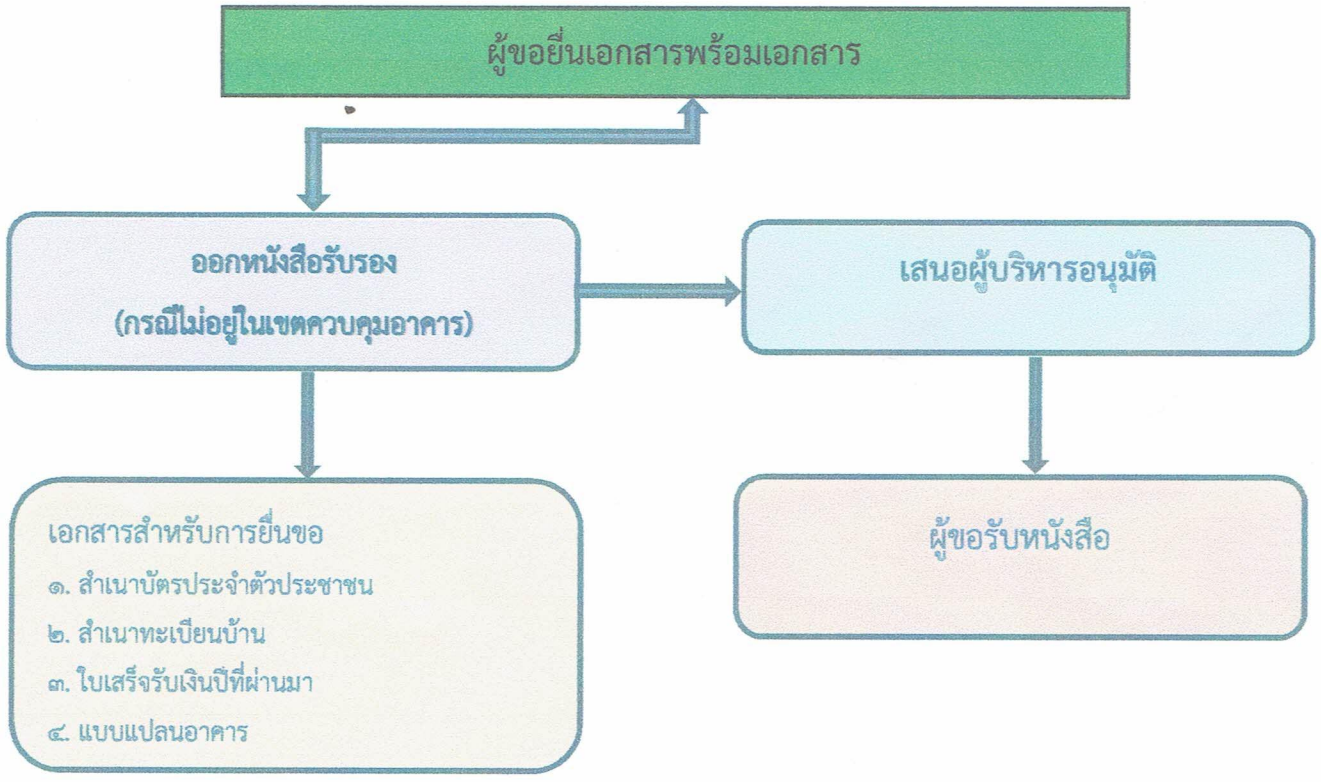 ผู้ขอยื่นเอกสารพร้อมเอกสาร
ออกหนังสือรับรอง
(กรณีไม่อยู่ในเขตควบคุมอาคาร)
เสนอผู้บริหารอนุมัติ
เอกสารสำหรับการยื่นขอ
๑. สำเนาบัตรประจำตัวประชาชน
๒. สำเนาทะเบียนบ้าน
๓. ใบเสร็จรับเงินปีที่ผ่านมา
๔. แบบแปลนอาคาร
ผู้ขอรับหนังสือ